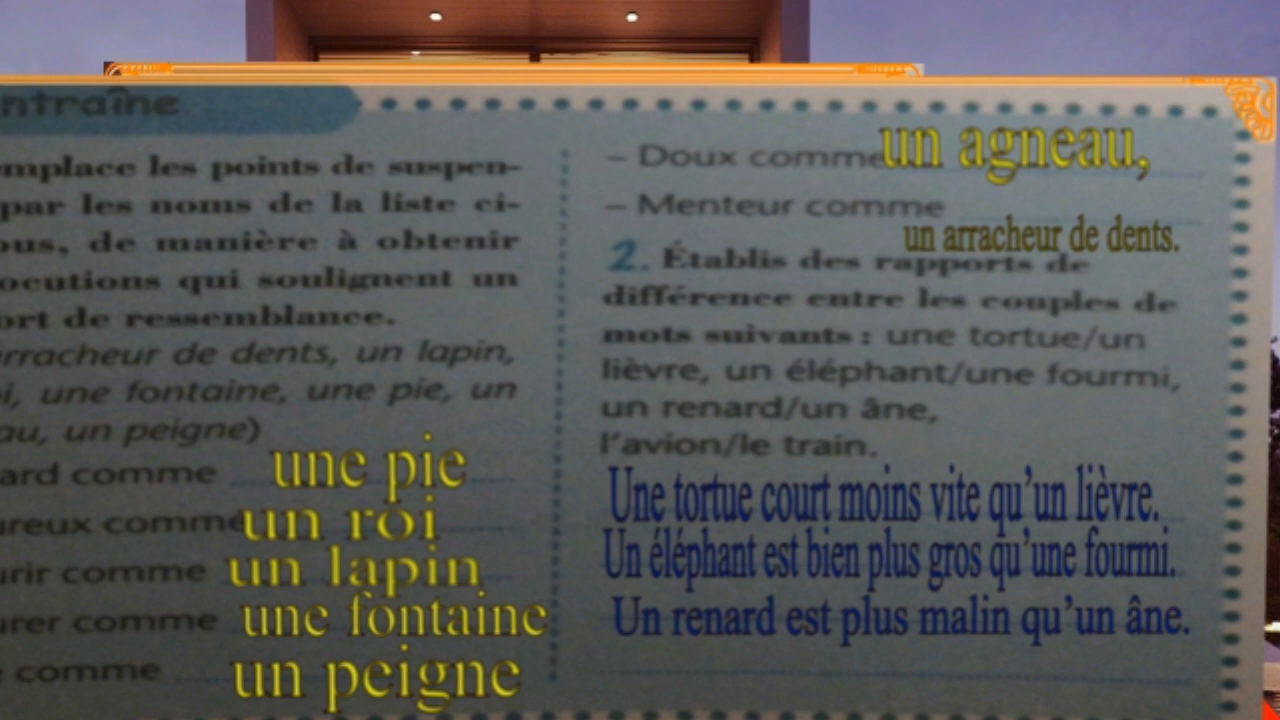 ntraîne
emplace les points de suspen-
par les noms de la liste ci-
ous, de manière à obtenir
ocutions qui soulignent un
ort de ressemblance.
arracheur de dents, un lapin,
i, une fontaine, une pie, un
au, un peigne)
ard comme une pie
ureux comme un roi
urir comme un lapin
urer comme une fontaine
e comme un peigne
– Doux comme un agneau,
– Menteur comme
un arracheur de dents.
2. Établis des rapports de
différence entre les couples de
mots suivants : une tortue/un
lièvre, un éléphant/une fourmi,
un renard/un âne,
l'avion/le train.
Une tortue court moins vite qu'un lièvre.
Un éléphant est bien plus gros qu'une fourmi.
Un renard est plus malin qu'un âne.